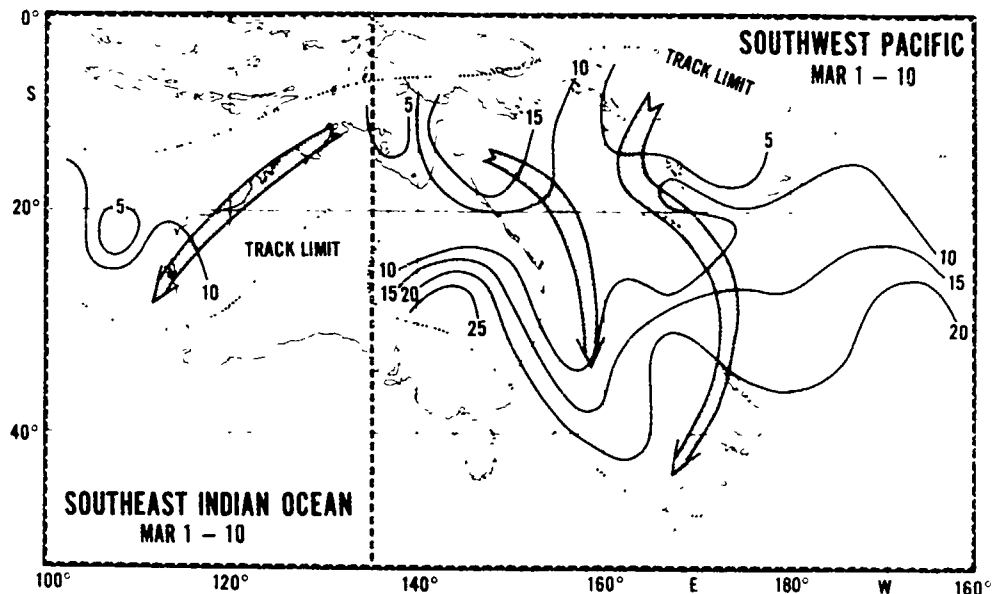 0°
S
20°
40°
SOUTHWEST PACIFIC
MAR 1 – 10
TRACK LIMIT
10
5
15
5
5
TRACK LIMIT
10
10
15
20
25
10
15
20
SOUTHEAST INDIAN OCEAN
MAR 1 – 10
100°
120°
140°
160°
E
180°
W
160°